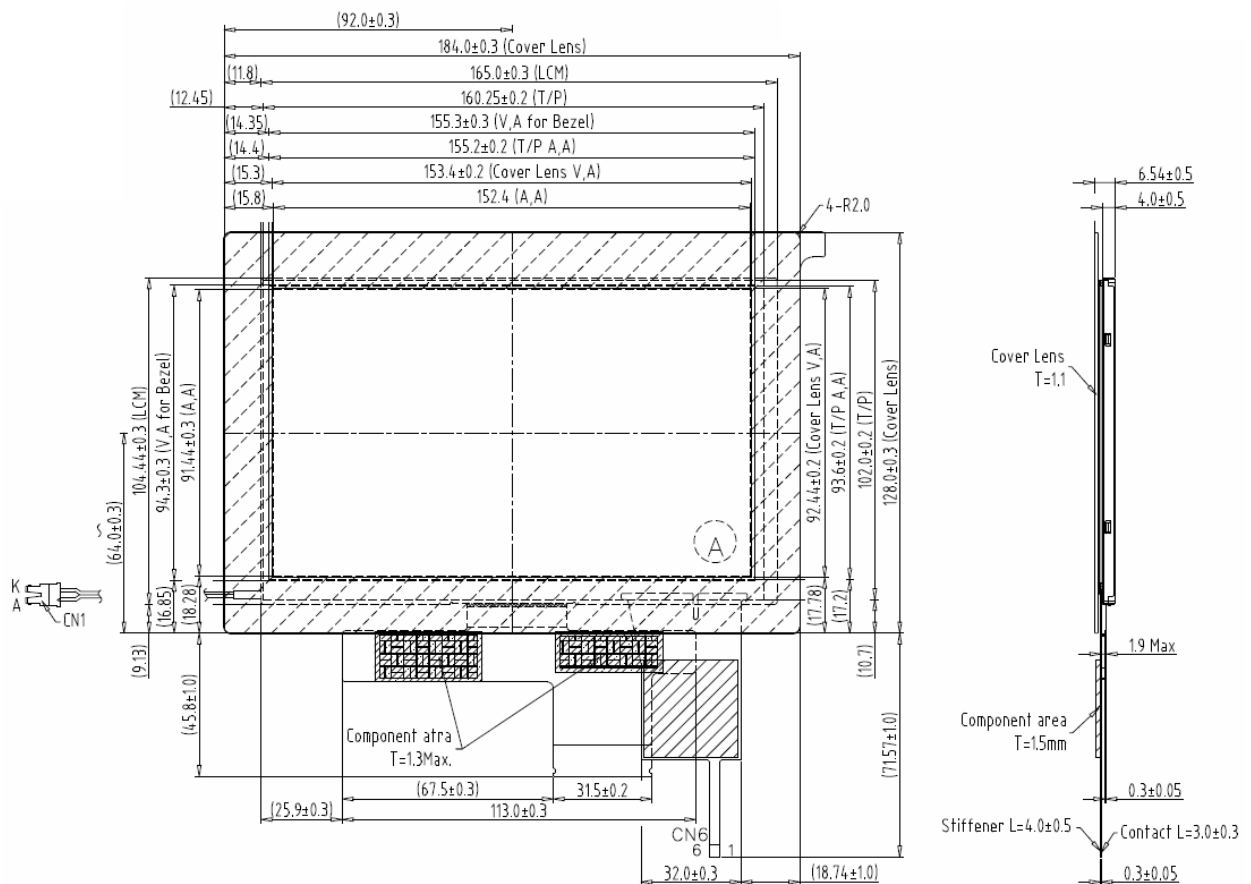 (92.0±0.3)
184.0±0.3 (Cover Lens)
(11.8)
165.0±0.3 (LCM)
(12.45)
160.25±0.2 (T/P)
(14.35)
155.3±0.3 (V,A for Bezel)
(14.4)
155.2±0.2 (T/P A,A)
(15.3)
153.4±0.2 (Cover Lens V,A)
(15.8)
152.4 (A,A)
4-R2.0
6.54±0.5
4.0±0.5
104.44±0.3 (LCM)
94.3±0.3 (V,A for Bezel)
91.44±0.3 (A,A)
(64.0±0.3)
~
92.44±0.2 (Cover Lens V,A)
93.6±0.2 (T/P A,A)
102.0±0.2 (T/P)
128.0±0.3 (Cover Lens)
Cover Lens
T=1.1
A
K
A
CN1
(9.13)
(16.85)
(18.28)
U
(17.78)
(17.2)
(10.7)
(45.8±1.0)
Component atra
T=1.3Max.
(71.57±1.0)
1.9 Max
Component area
T=1.5mm
(67.5±0.3)
31.5±0.2
(25.9±0.3)
113.0±0.3
CN6
6 1
32.0±0.3
(18.74±1.0)
0.3±0.05
Stiffener L=4.0±0.5
Contact L=3.0±0.3
0.3±0.05